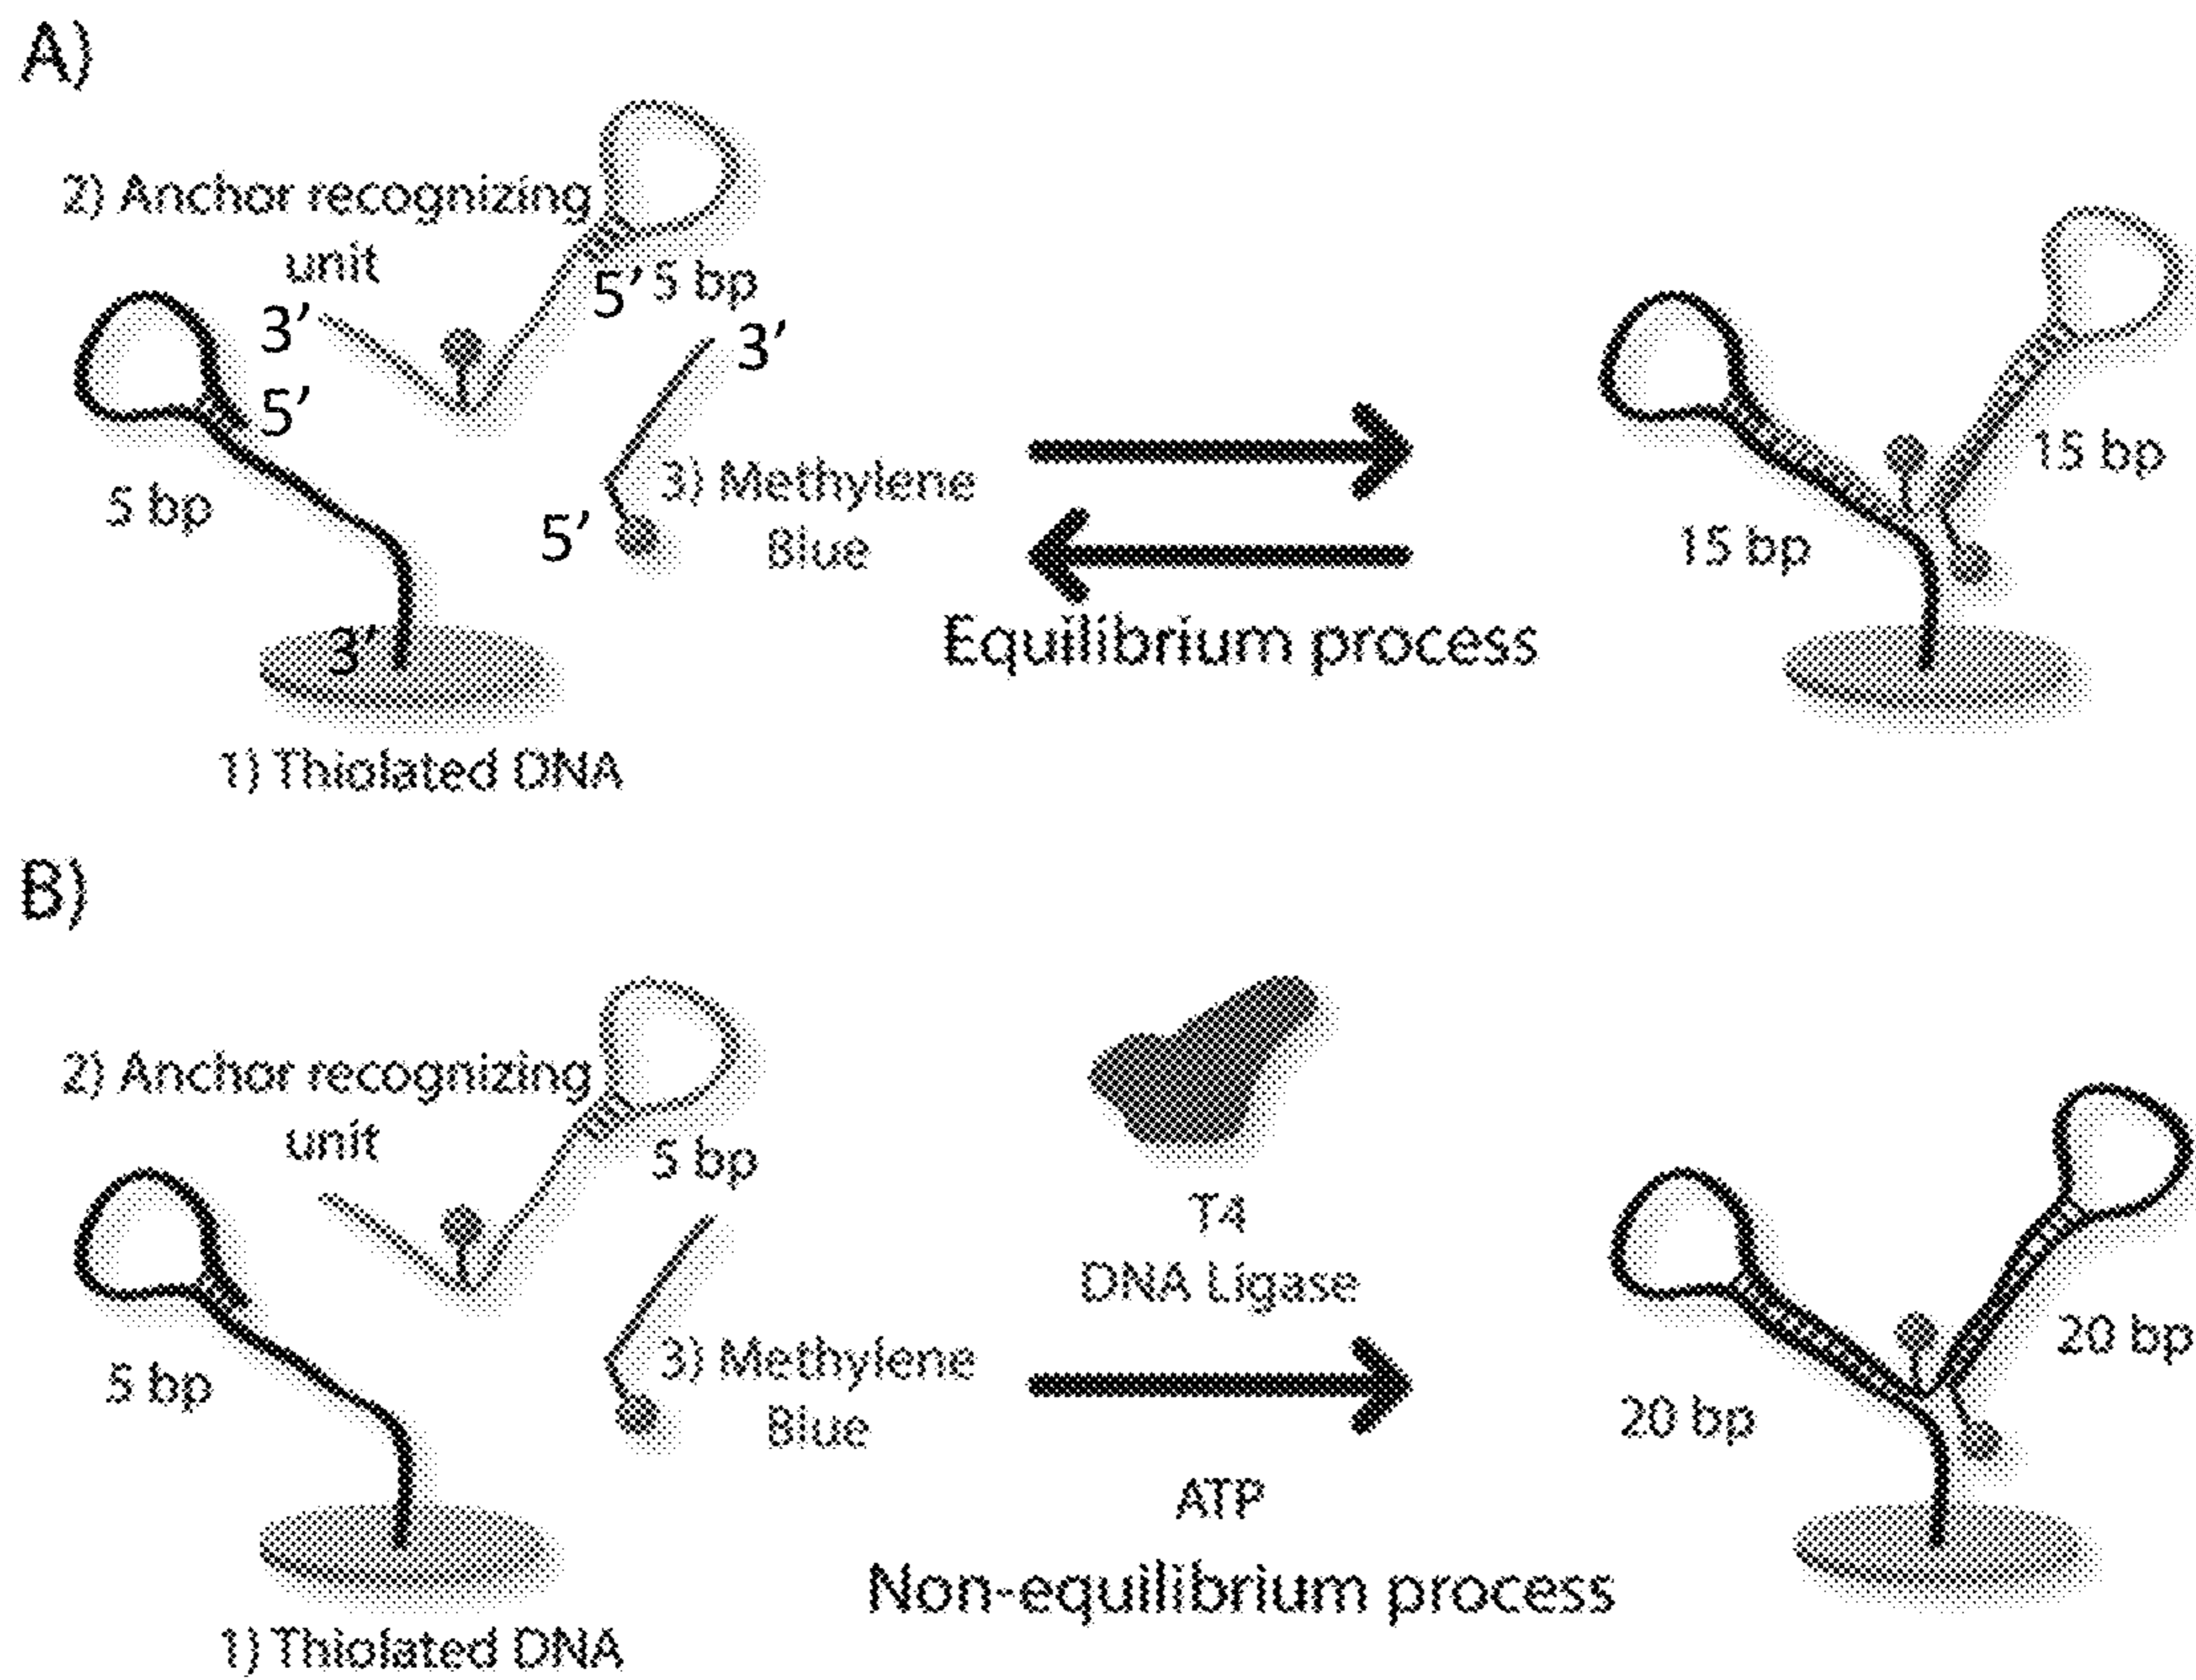 A)
2) Anchor recognizing
unit
3'
5'
5' 5 bp
3'
5 bp
3) Methylene
Blue
5'
3'
1) Thiolated DNA
Equilibrium process
15 bp
15 bp
B)
2) Anchor recognizing
unit
5 bp
5 bp
3) Methylene
Blue
1) Thiolated DNA
T4
DNA Ligase
ATP
Non-equilibrium process
20 bp
20 bp